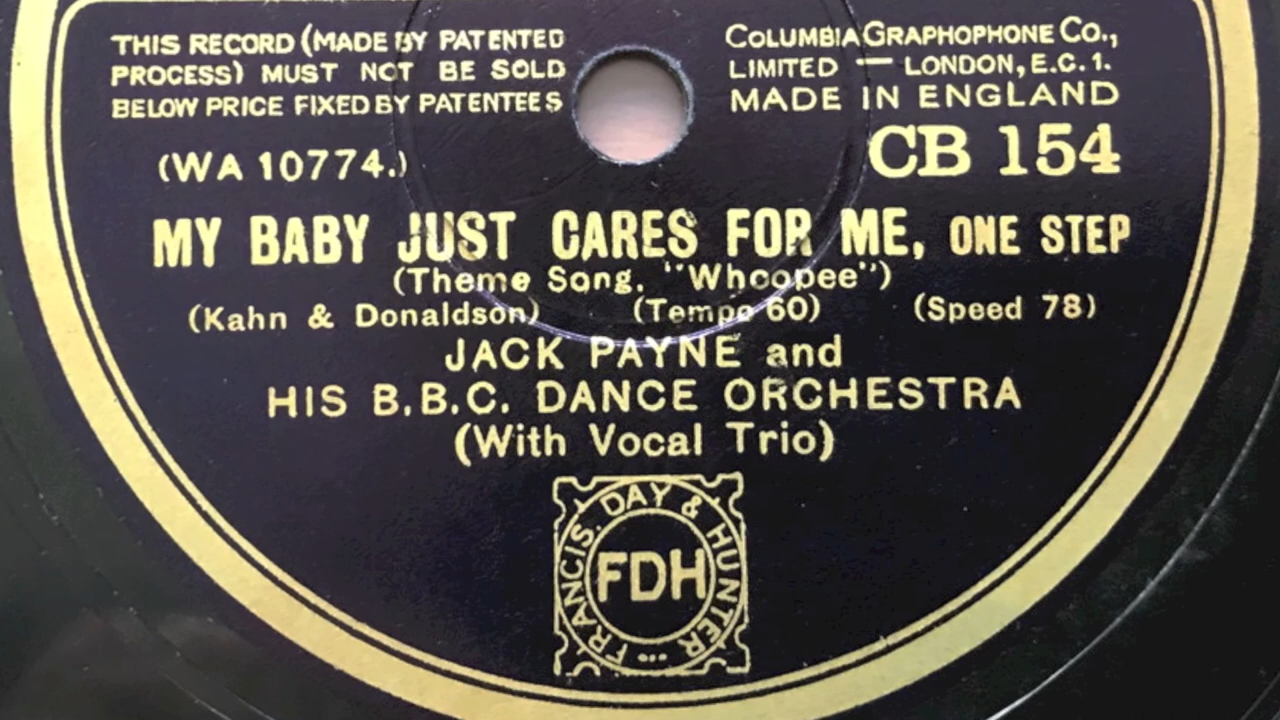 THIS RECORD (MADE BY PATENTED
PROCESS) MUST NOT BE SOLD
BELOW PRICE FIXED BY PATENTEES
COLUMBIA GRAPHOPHONE CO.,
LIMITED — LONDON, E.C.1.
MADE IN ENGLAND
(WA 10774.)
CB 154
MY BABY JUST CARES FOR ME, ONE STEP
(Theme Song, "Whoopee")
(Kahn & Donaldson) (Tempo 60) (Speed 78)
JACK PAYNE and
HIS B.B.C. DANCE ORCHESTRA
(With Vocal Trio)
FRANCIS, DAY & HUNTER
FDH